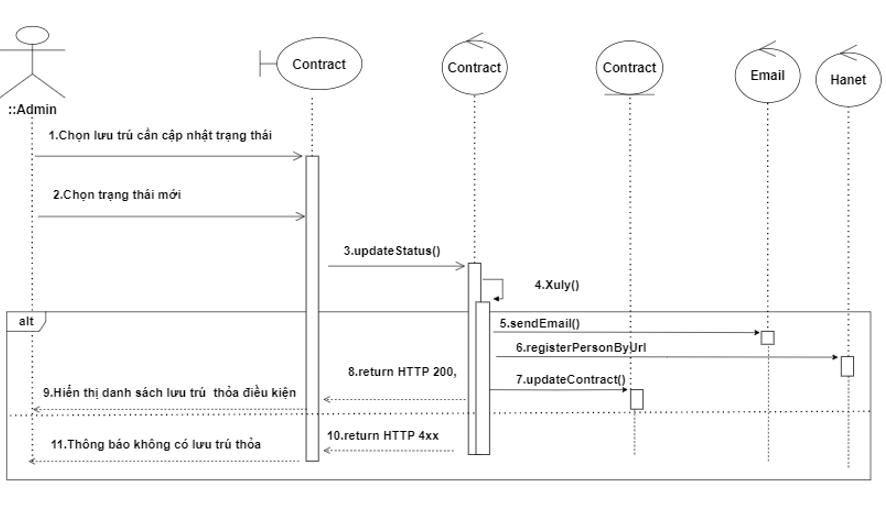 Contract
Contract
Contract
Email
Hanet
::Admin
1.Chọn lưu trú cần cập nhật trạng thái
2.Chọn trạng thái mới
3.updateStatus()
4.Xuly()
alt
5.sendEmail()
6.registerPersonByUrl
8.return HTTP 200,
7.updateContract()
9.Hiển thị danh sách lưu trú thỏa điều kiện
10.return HTTP 4xx
11.Thông báo không có lưu trú thỏa